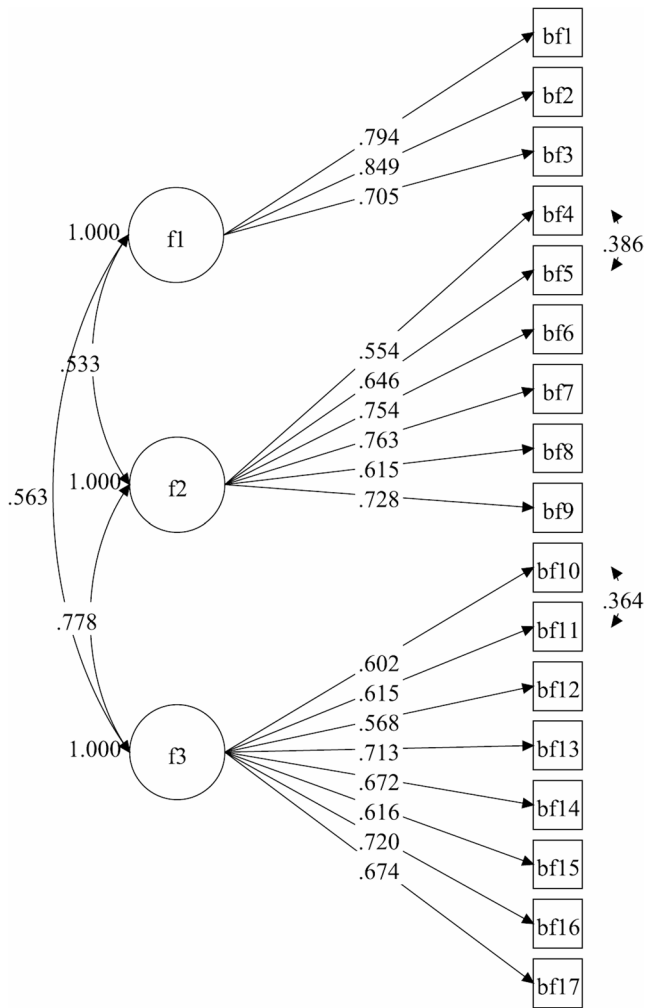 bf1
bf2
bf3
bf4
bf5
bf6
bf7
bf8
bf9
bf10
bf11
bf12
bf13
bf14
bf15
bf16
bf17
.794
.849
.705
1.000
f1
.386
.533
.554
.646
.754
.763
.615
.728
1.000
f2
.563
.364
.778
.602
.615
.568
.713
.672
.616
.720
.674
1.000
f3